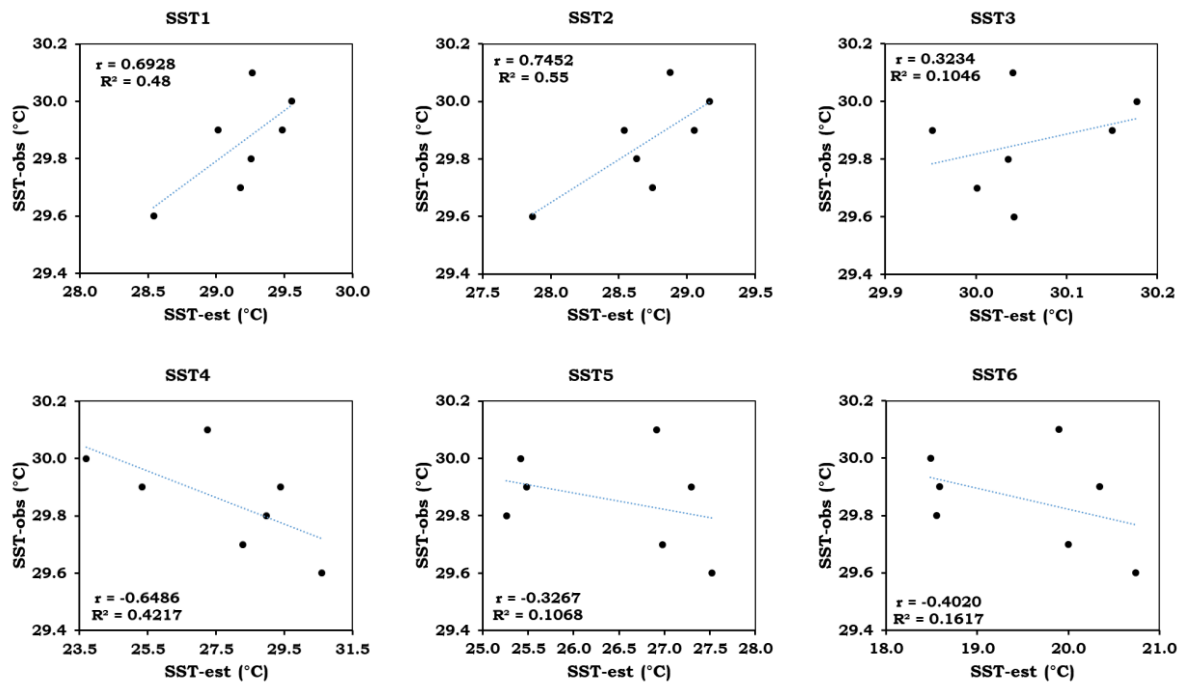 SST1
30.2
30.0
29.8
29.6
29.4
SST-obs (°C)
r = 0.6928
R² = 0.48
28.0 28.5 29.0 29.5 30.0
SST-est (°C)
SST2
30.2
30.0
29.8
29.6
29.4
SST-obs (°C)
r = 0.7452
R² = 0.55
27.5 28.0 28.5 29.0 29.5
SST-est (°C)
SST3
30.2
30.0
29.8
29.6
29.4
SST-obs (°C)
r = 0.3234
R² = 0.1046
29.9 30.0 30.1 30.2
SST-est (°C)
SST4
30.2
30.0
29.8
29.6
29.4
SST-obs (°C)
r = -0.6486
R² = 0.4217
23.5 25.5 27.5 29.5 31.5
SST-est (°C)
SST5
30.2
30.0
29.8
29.6
29.4
SST-obs (°C)
r = -0.3267
R² = 0.1068
25.0 25.5 26.0 26.5 27.0 27.5 28.0
SST-est (°C)
SST6
30.2
30.0
29.8
29.6
29.4
SST-obs (°C)
r = -0.4020
R² = 0.1617
18.0 19.0 20.0 21.0
SST-est (°C)